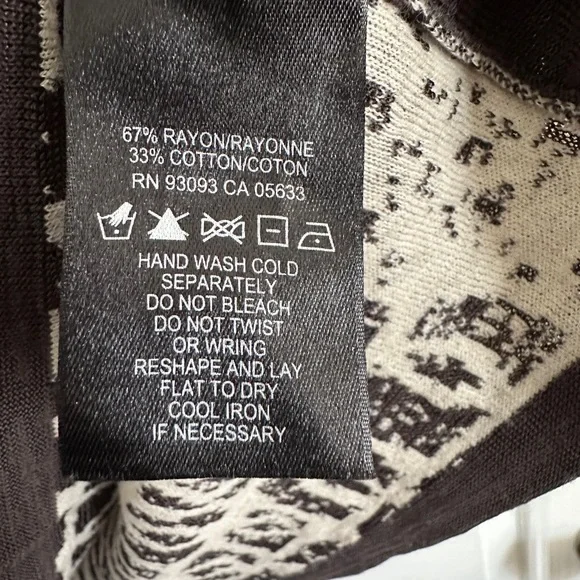 67% RAYON/RAYONNE
33% COTTON/COTON
RN 93093 CA 05633
HAND WASH COLD
SEPARATELY
DO NOT BLEACH
DO NOT TWIST
OR WRING
RESHAPE AND LAY
FLAT TO DRY
COOL IRON
IF NECESSARY